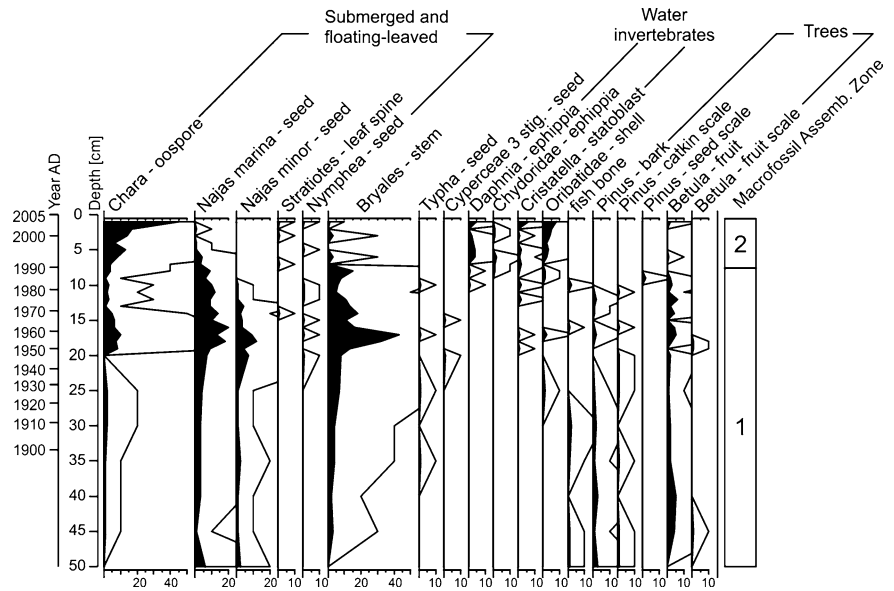 Submerged and
floating-leaved
Water
invertebrates
Trees
Year AD
Depth [cm]
Chara - oospore
Najas marina - seed
Najas minor - seed
Stratiotes - leaf spine
Nymphea - seed
Bryales - stem
Typha - seed
Cyperceae 3 stig. - seed
Daphnia - ephippia
Chydoridae - ephippia
Cristatella - statoblast
Oribatidae - shell
fish bone
Pinus - bark
Pinus - catkin scale
Pinus - seed scale
Betula - fruit
Betula - fruit scale
Macrofossil Assemb. Zone
2005
2000
1990
1980
1970
1960
1950
1940
1930
1920
1910
1900
0
5
10
15
20
25
30
35
40
45
50
2
1
20 40 20 10 10 10 20 40 10 10 10 10 10 10 10 10 10 10 10 10